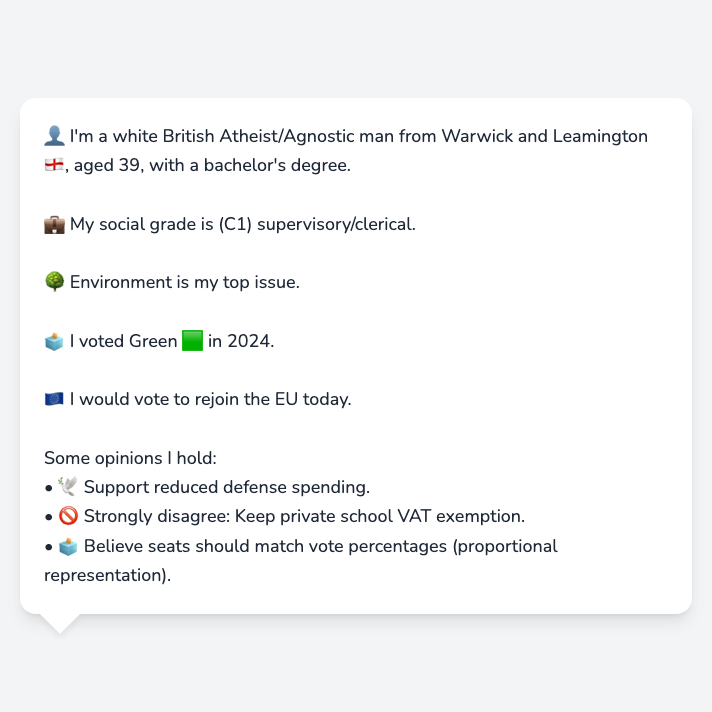 👤 I'm a white British Atheist/Agnostic man from Warwick and Leamington
🏴󠁧󠁢󠁥󠁮󠁧󠁿, aged 39, with a bachelor's degree.
💼 My social grade is (C1) supervisory/clerical.
🌳 Environment is my top issue.
🗳️ I voted Green 🟩 in 2024.
🇪🇺 I would vote to rejoin the EU today.
Some opinions I hold:
• 🕊️ Support reduced defense spending.
• 🚫 Strongly disagree: Keep private school VAT exemption.
• 🗳️ Believe seats should match vote percentages (proportional
representation).